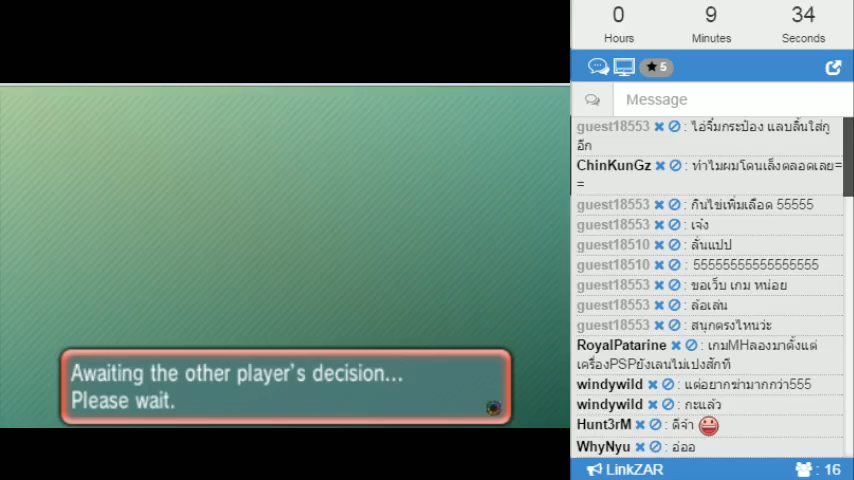 0 9 34
Hours Minutes Seconds
5
Message
guest18553 : ไอ่จิ๋มกระป๋อง แลบลิ้นใส่กู
อีก
ChinKunGz : ทำไมผมโดนเล็งตลอดเลย=
=
guest18553 : กินไข่เพิ่มเลือด 55555
guest18553 : เจ๋ง
guest18510 : ลั่นแปป
guest18510 : 55555555555555555
guest18553 : ขอเว็บ เกม หน่อย
guest18553 : ล้อเล่น
guest18553 : สนุกตรงไหนว่ะ
RoyalPatarine : เกมMHลองมาตั้งแต่
เครื่องPSPยังเลนไม่เปงสักที
windywild : แต่อยากฆ่ามากกว่า555
windywild : กะแล้ว
Hunt3rM : ดีจ้า
WhyNyu : อ่ออ
LinkZAR : 16
Awaiting the other player's decision...
Please wait.